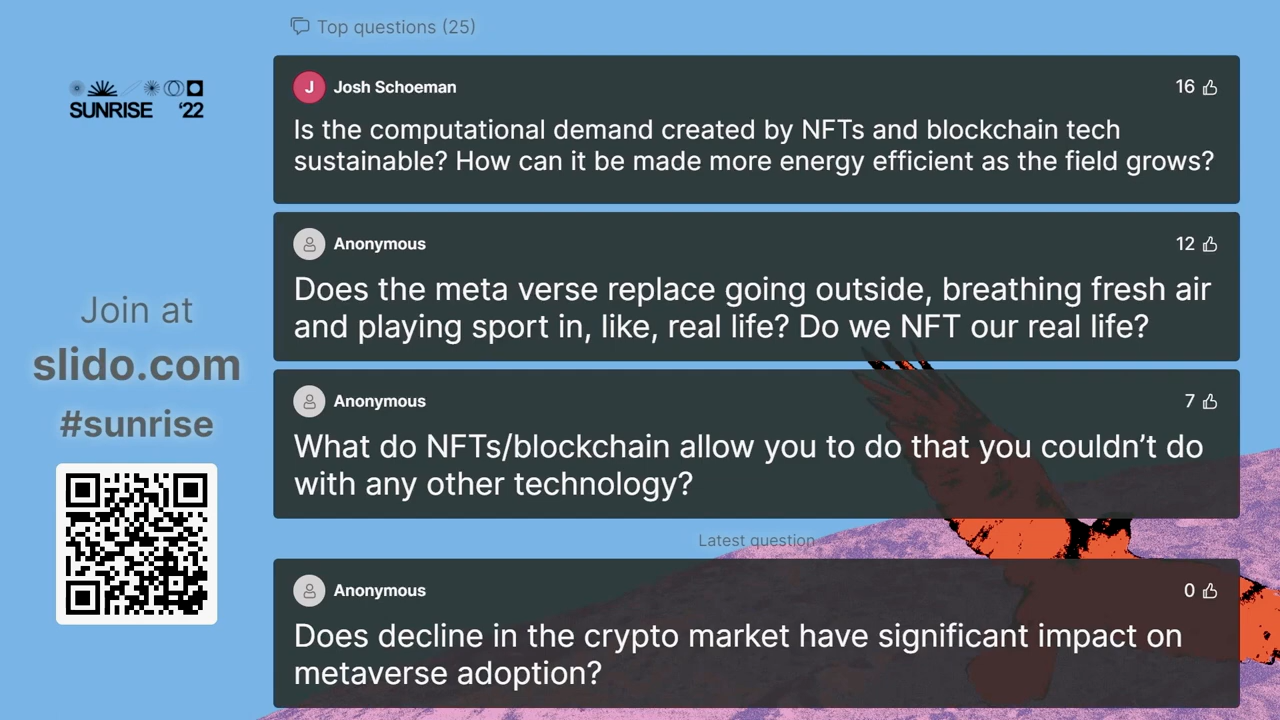 Top questions (25)
SUNRISE '22
J Josh Schoeman 16
Is the computational demand created by NFTs and blockchain tech
sustainable? How can it be made more energy efficient as the field grows?
Anonymous 12
Does the meta verse replace going outside, breathing fresh air
and playing sport in, like, real life? Do we NFT our real life?
Join at
slido.com
#sunrise
Anonymous 7
What do NFTs/blockchain allow you to do that you couldn’t do
with any other technology?
Latest question
Anonymous 0
Does decline in the crypto market have significant impact on
metaverse adoption?